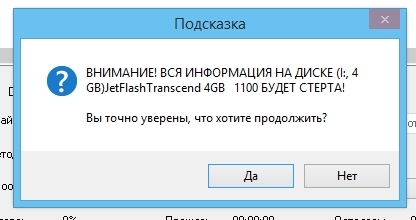 Подсказка
ВНИМАНИЕ! ВСЯ ИНФОРМАЦИЯ НА ДИСКЕ (I:, 4
GB)JetFlashTranscend 4GB 1100 БУДЕТ СТЕРТА!
Вы точно уверены, что хотите продолжить?
Да Нет